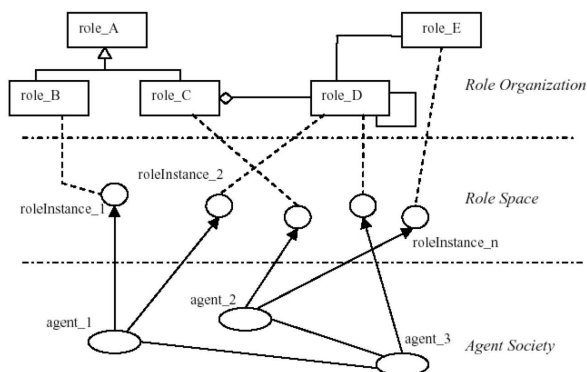 role_A
role_E
role_B
role_C
role_D
Role Organization
roleInstance_2
roleInstance_1
Role Space
roleInstance_n
agent_2
agent_1
agent_3
Agent Society